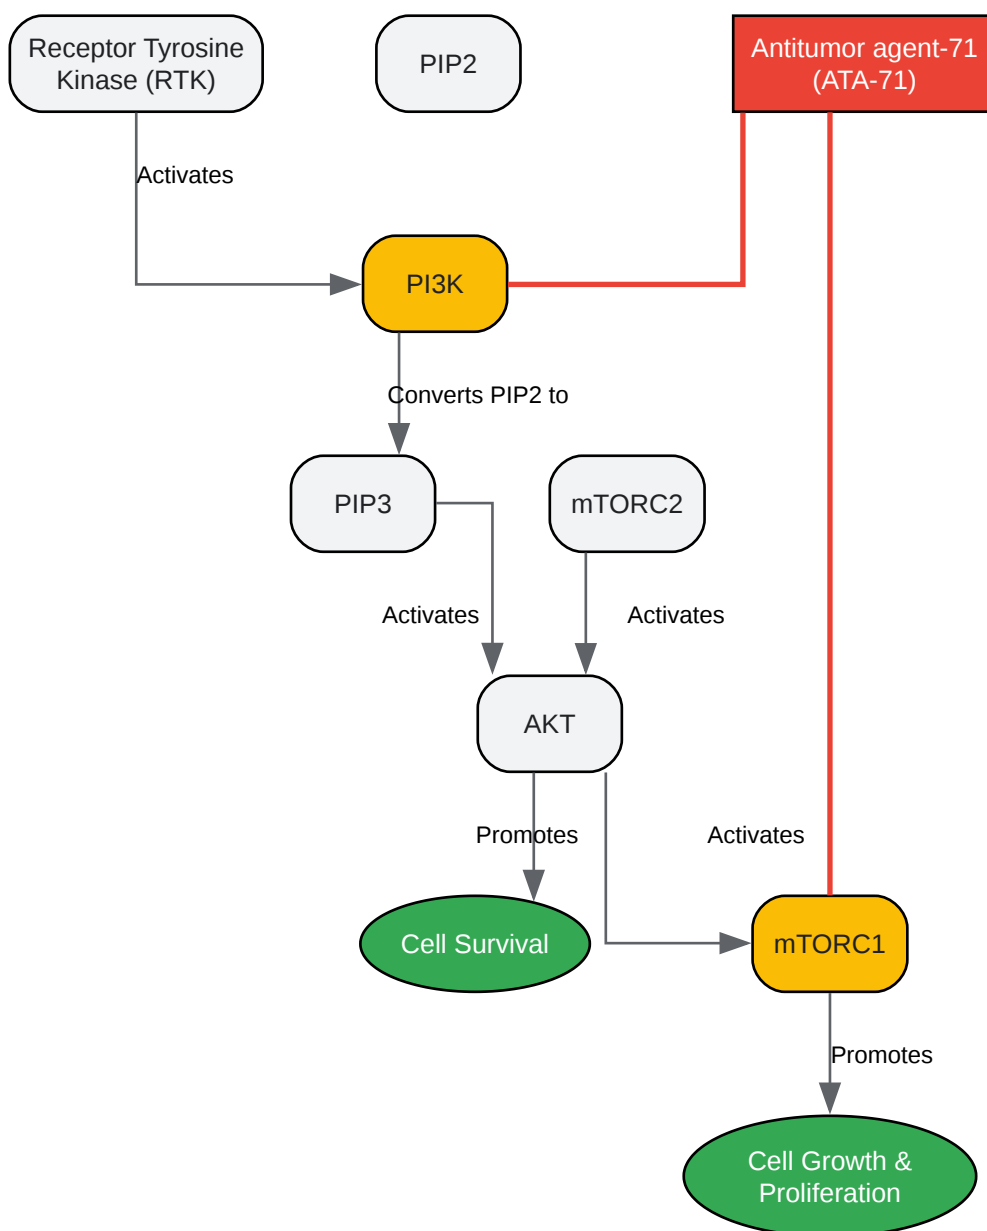 Receptor Tyrosine
Kinase (RTK)
PIP2
Antitumor agent-71
(ATA-71)
Activates
PI3K
Converts PIP2 to
PIP3
mTORC2
Activates
Activates
AKT
Promotes
Activates
Cell Survival
mTORC1
Promotes
Cell Growth &
Proliferation